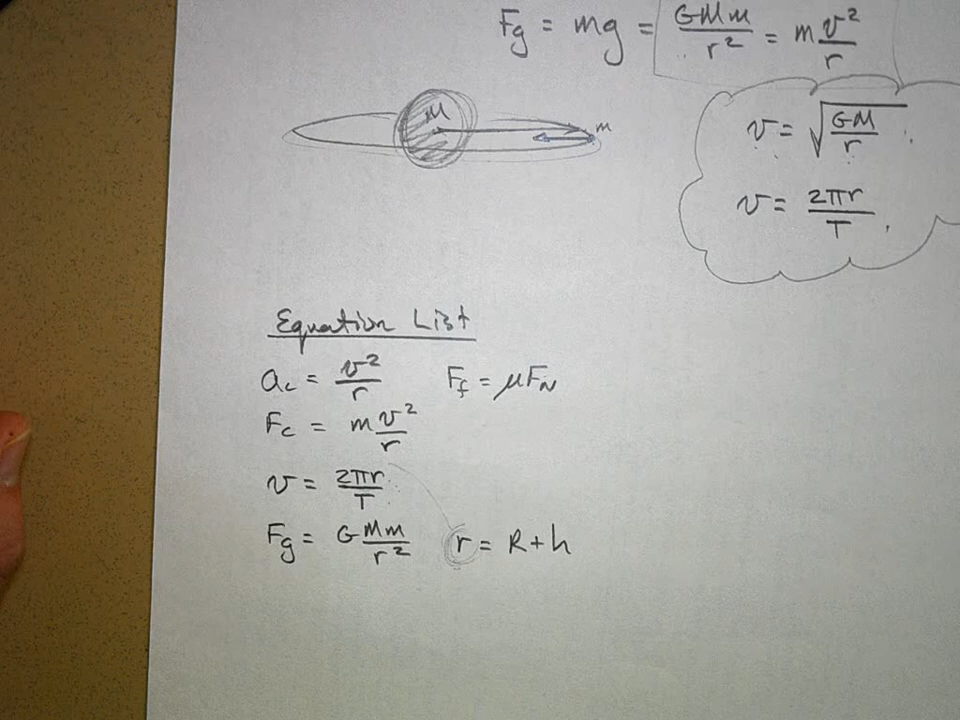 Fg = mg = GMm/r² = m v²/r
M
m
v = √(GM/r)
v = 2πr/T
Equation List
ac = v²/r Ff = μFN
Fc = m v²/r
v = 2πr/T
Fg = G Mm/r² r = R+h